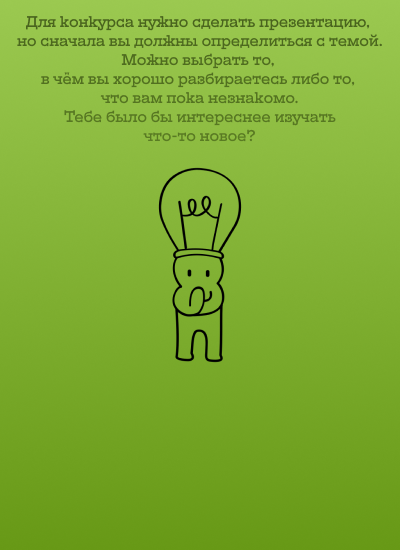 Для конкурса нужно сделать презентацию,
но сначала вы должны определиться с темой.
Можно выбрать то,
в чём вы хорошо разбираетесь либо то,
что вам пока незнакомо.
Тебе было бы интереснее изучать
что-то новое?